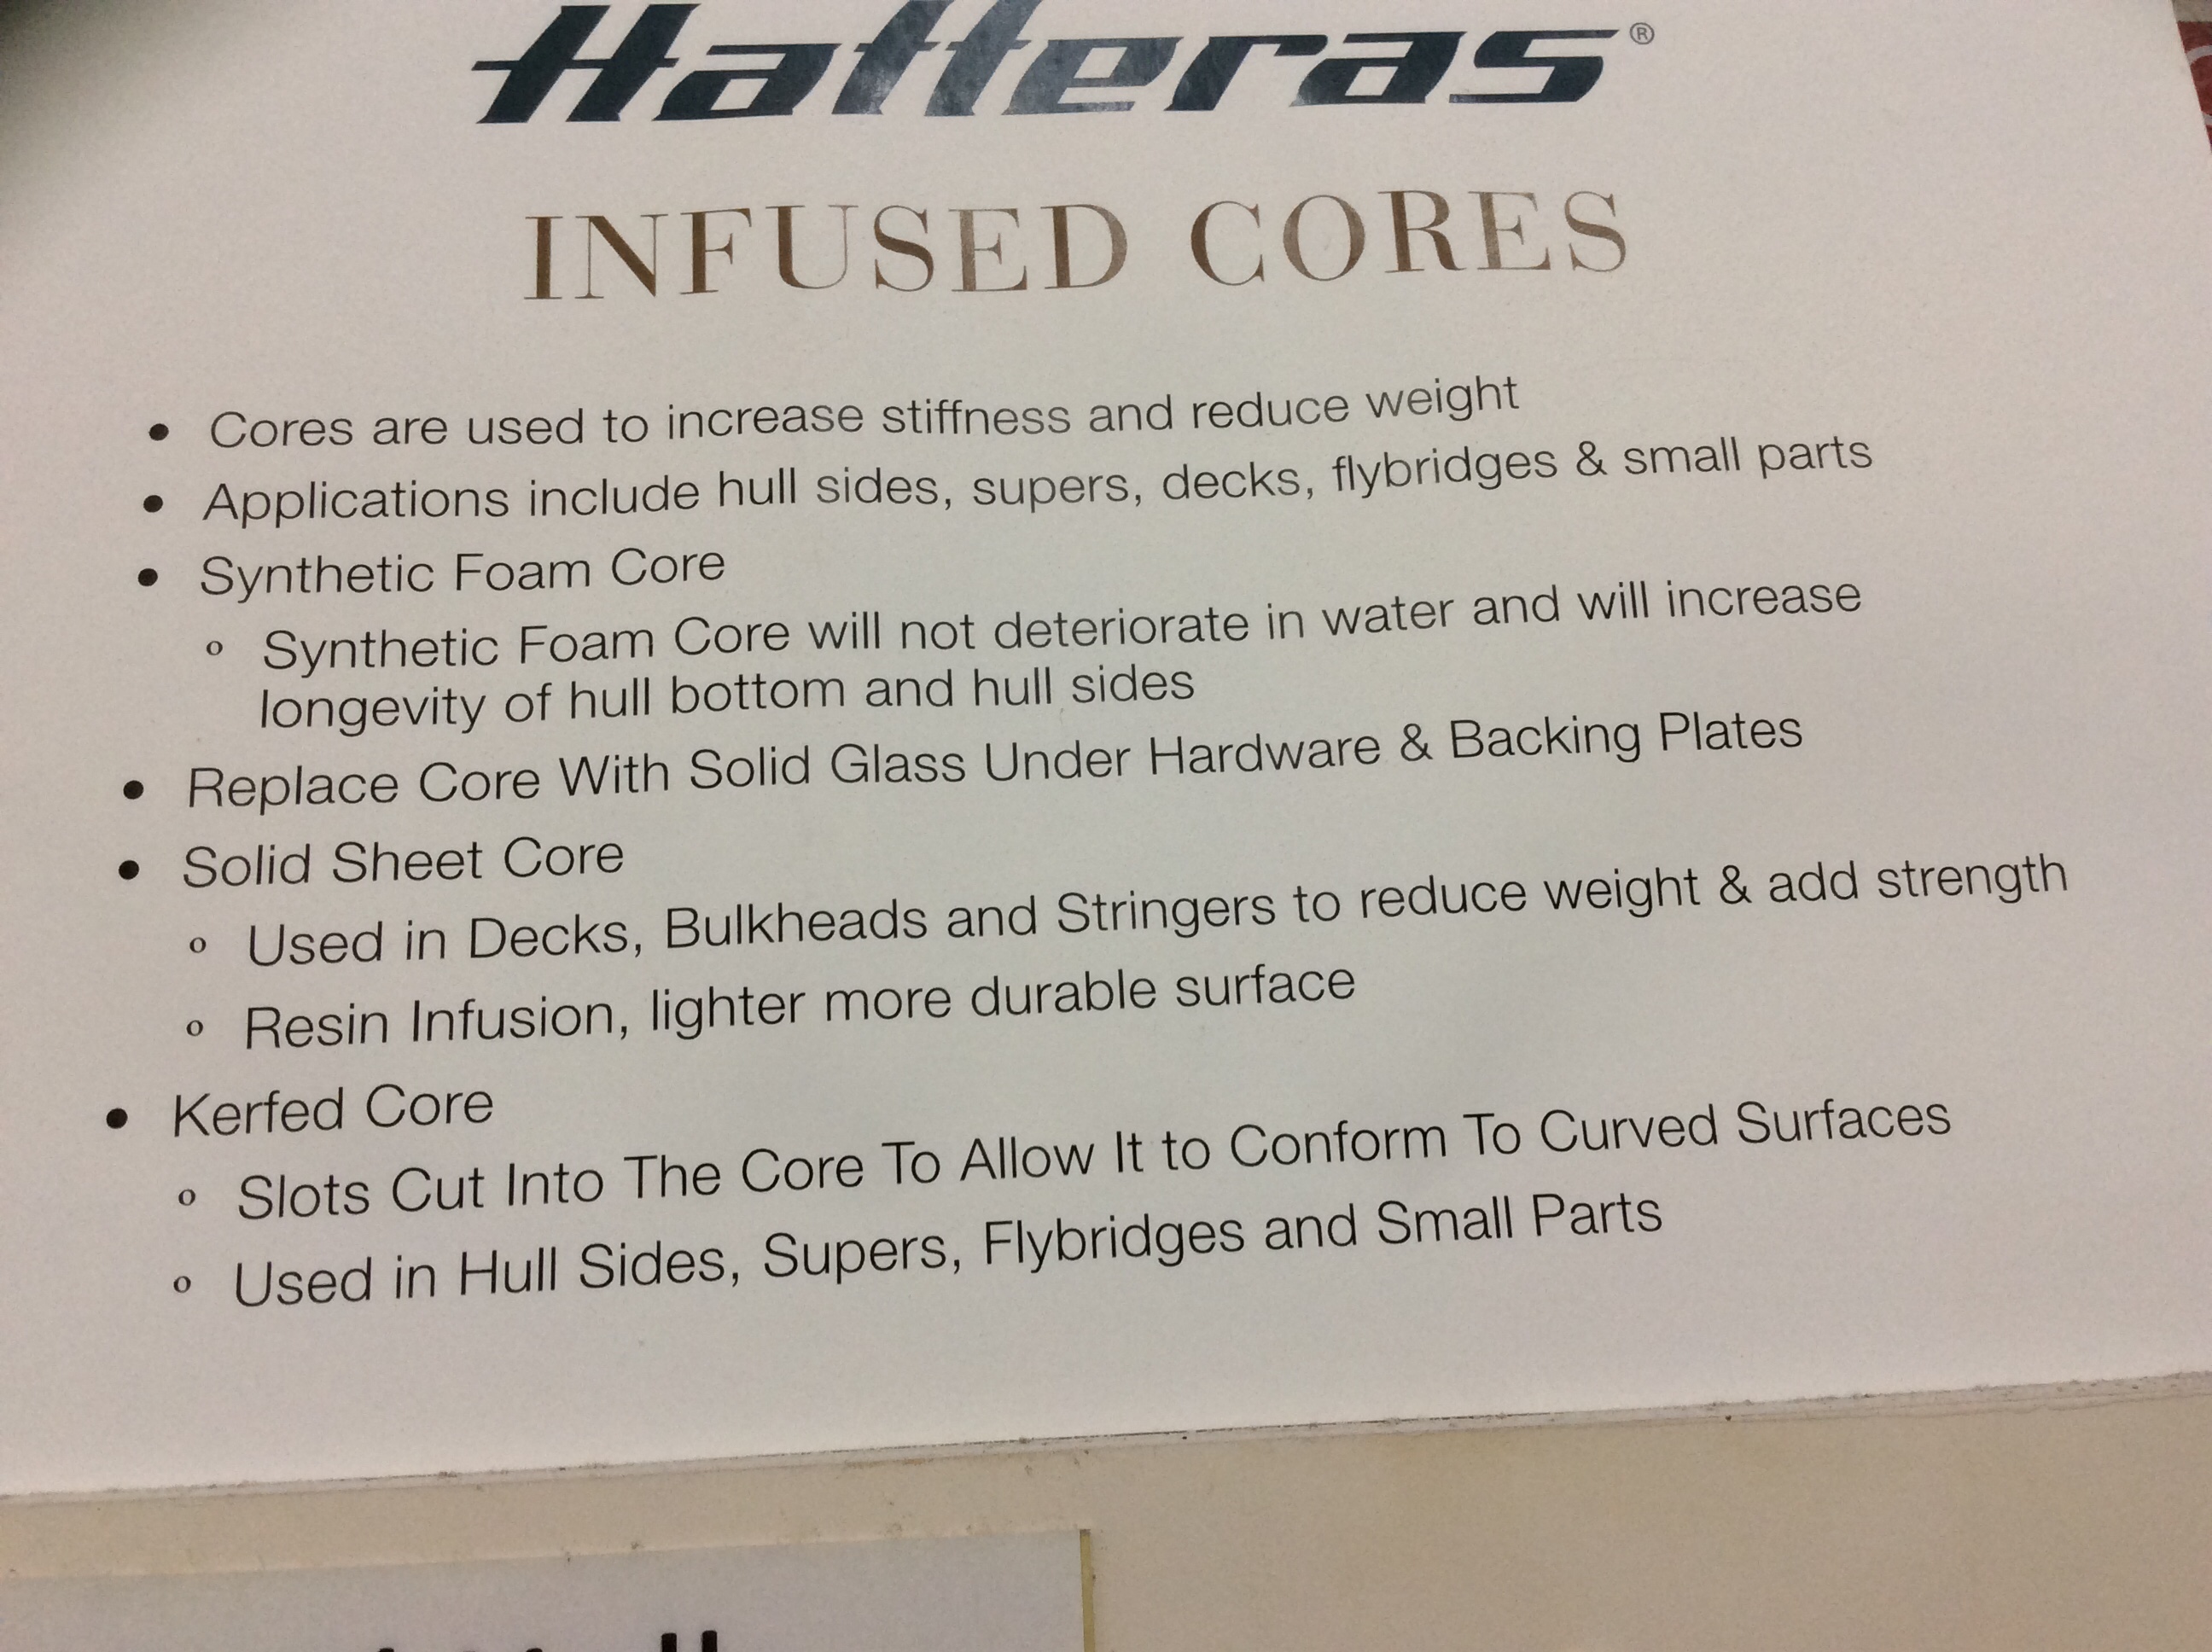 Hatteras®
INFUSED CORES
• Cores are used to increase stiffness and reduce weight
• Applications include hull sides, supers, decks, flybridges & small parts
• Synthetic Foam Core
o Synthetic Foam Core will not deteriorate in water and will increase
longevity of hull bottom and hull sides
• Replace Core With Solid Glass Under Hardware & Backing Plates
• Solid Sheet Core
o Used in Decks, Bulkheads and Stringers to reduce weight & add strength
o Resin Infusion, lighter more durable surface
• Kerfed Core
o Slots Cut Into The Core To Allow It to Conform To Curved Surfaces
o Used in Hull Sides, Supers, Flybridges and Small Parts